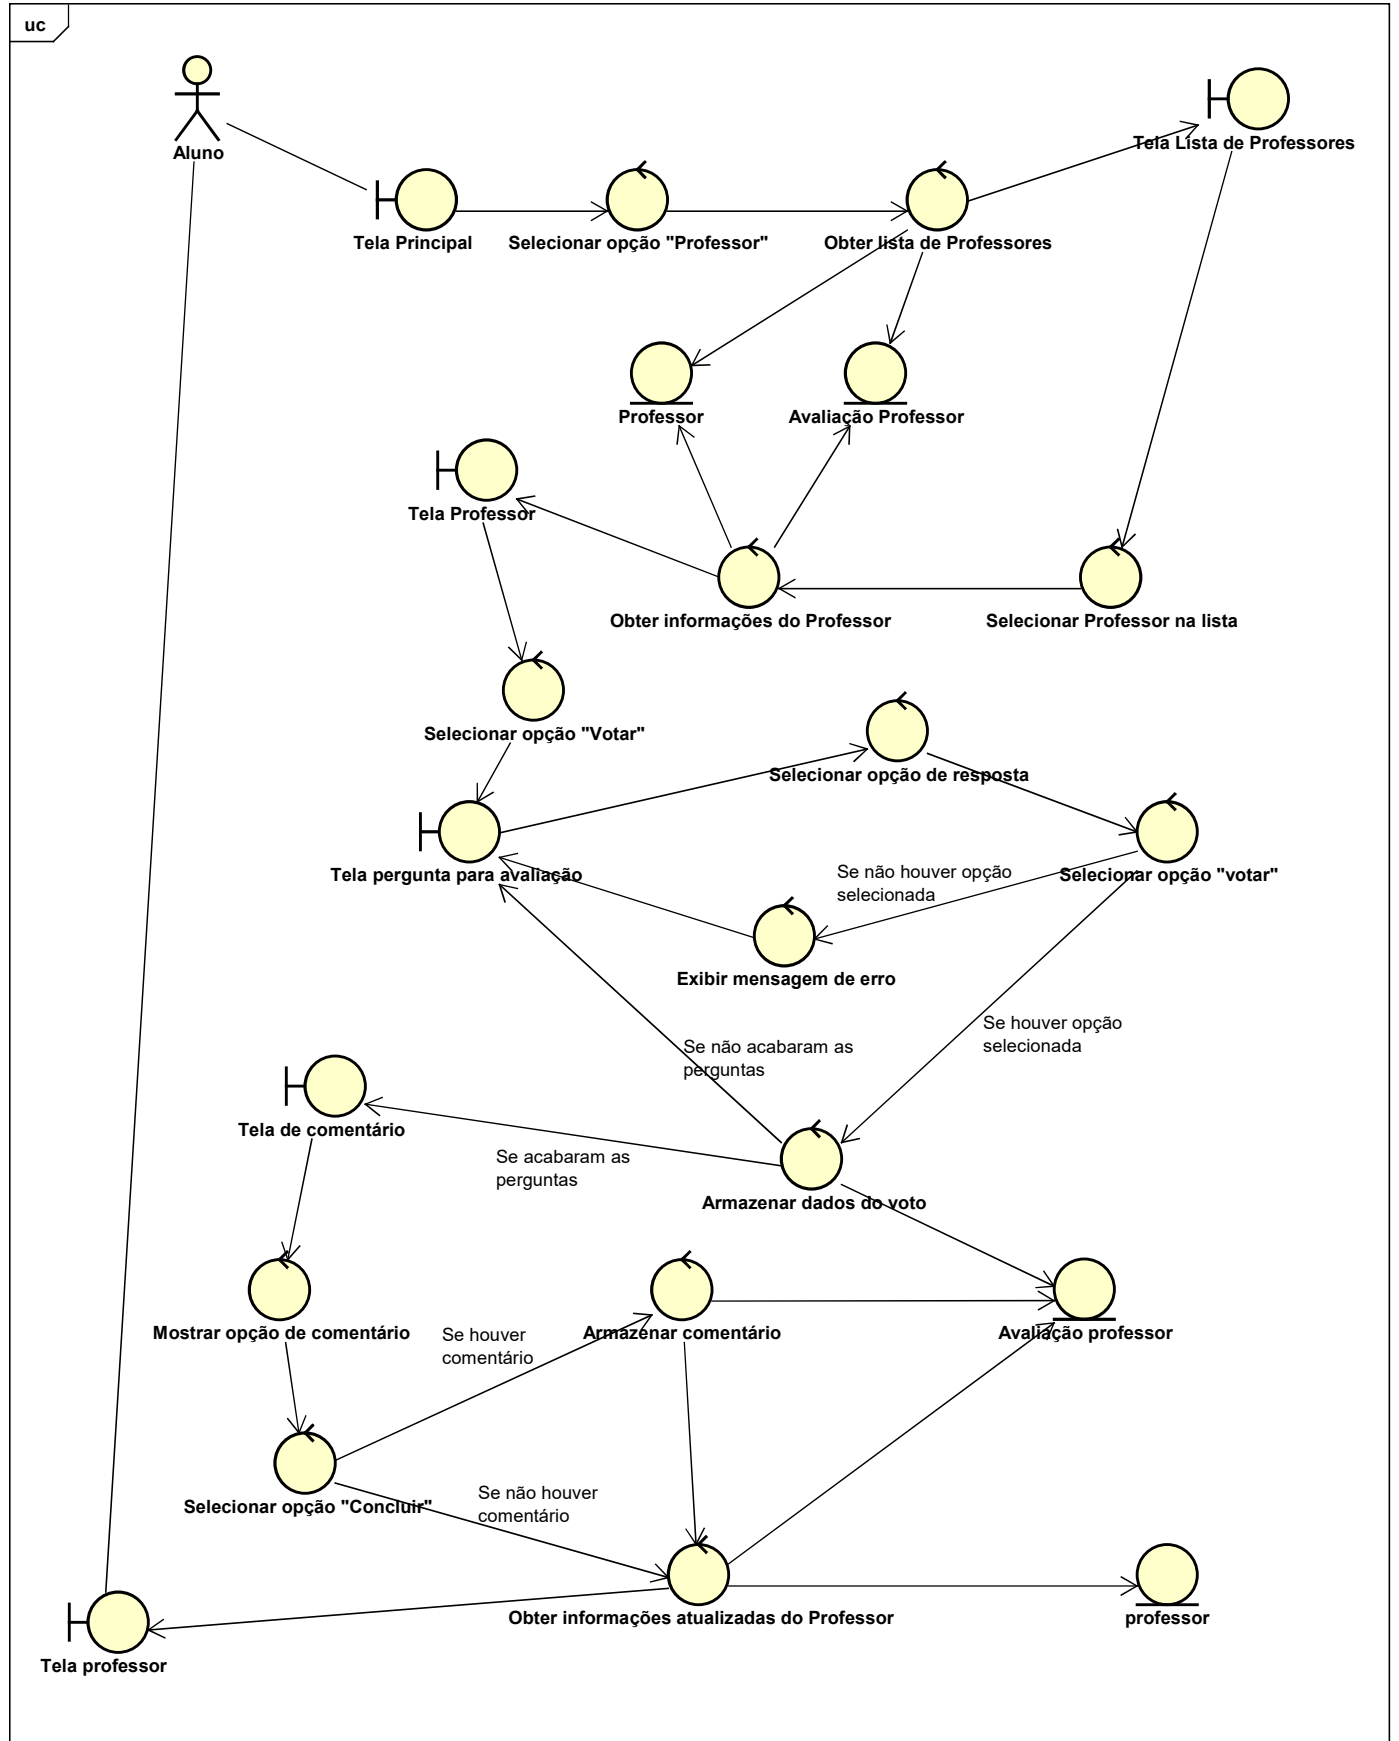 uc
Aluno
Tela Lista de Professores
Tela Principal
Selecionar opção "Professor"
Obter lista de Professores
Professor
Avaliação Professor
Tela Professor
Obter informações do Professor
Selecionar Professor na lista
Selecionar opção "Votar"
Selecionar opção de resposta
Tela pergunta para avaliação
Se não houver opção
selecionada
Selecionar opção "votar"
Exibir mensagem de erro
Se houver opção
selecionada
Se não acabaram as
perguntas
Tela de comentário
Se acabaram as
perguntas
Armazenar dados do voto
Mostrar opção de comentário
Se houver
comentário
Armazenar comentário
Avaliação professor
Selecionar opção "Concluir"
Se não houver
comentário
Obter informações atualizadas do Professor
professor
Tela professor